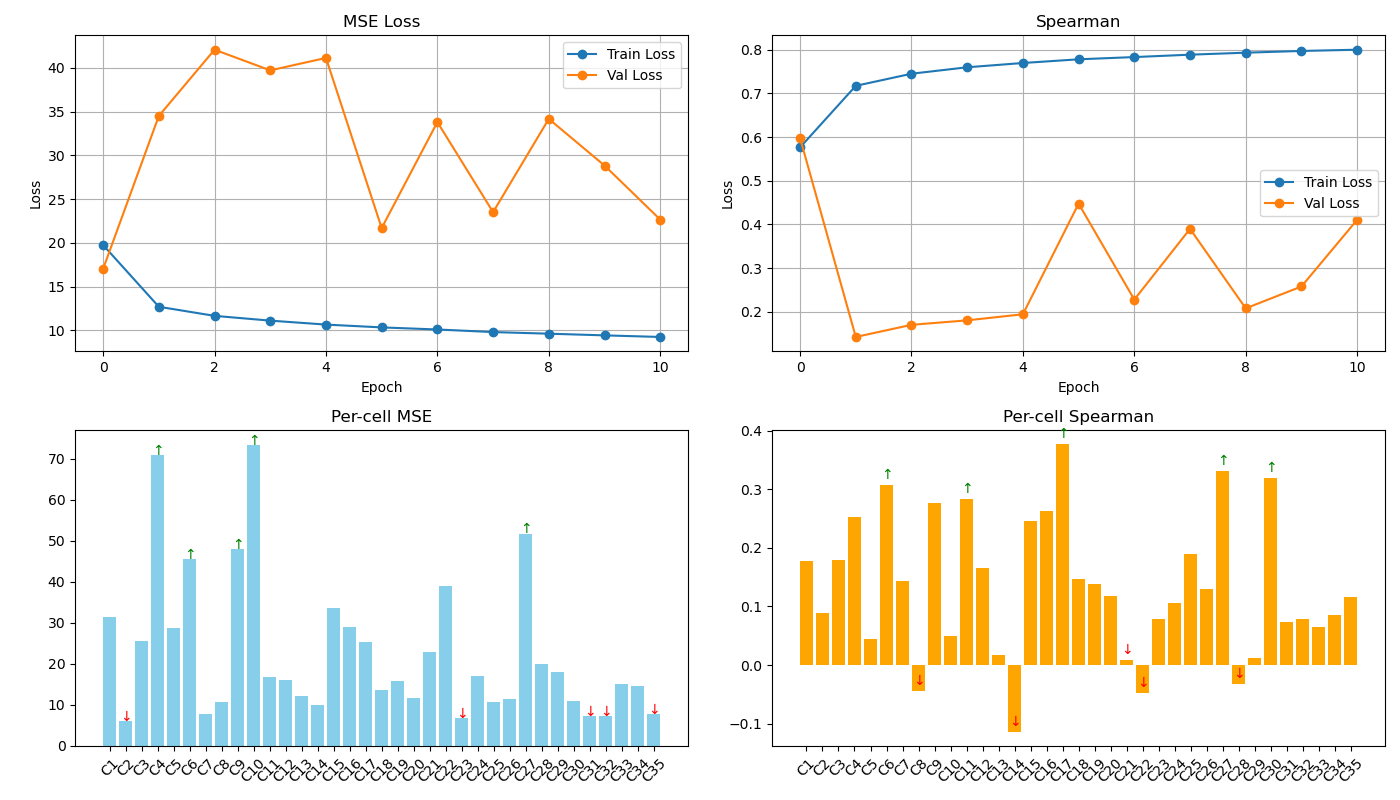 MSE Loss
40
35
30
25
20
15
10
Loss
Train Loss
Val Loss
0 2 4 6 8 10
Epoch
Spearman
0.8
0.7
0.6
0.5
0.4
0.3
0.2
Loss
Train Loss
Val Loss
0 2 4 6 8 10
Epoch
Per-cell MSE
70
60
50
40
30
20
10
0
↓ ↑ ↑ ↑ ↑ ↓ ↑ ↓ ↓ ↓
C1 C2 C3 C4 C5 C6 C7 C8 C9 C10 C11 C12 C13 C14 C15 C16 C17 C18 C19 C20 C21 C22 C23 C24 C25 C26 C27 C28 C29 C30 C31 C32 C33 C34 C35
Per-cell Spearman
0.4
0.3
0.2
0.1
0.0
−0.1
↑ ↓ ↑ ↓ ↑ ↓ ↓ ↑ ↓ ↑
C1 C2 C3 C4 C5 C6 C7 C8 C9 C10 C11 C12 C13 C14 C15 C16 C17 C18 C19 C20 C21 C22 C23 C24 C25 C26 C27 C28 C29 C30 C31 C32 C33 C34 C35